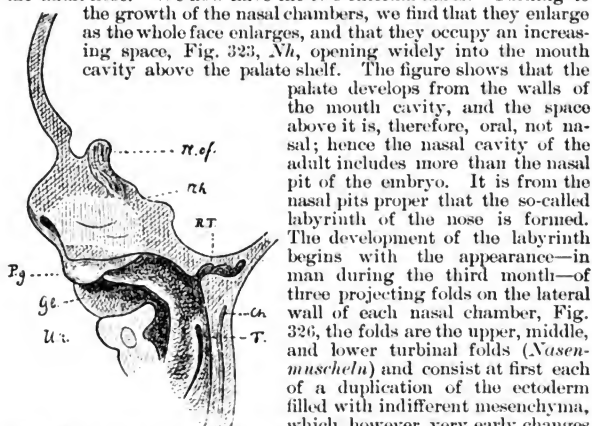 the growth of the nasal chambers, we find that they enlarge
as the whole face enlarges, and that they occupy an increas-
ing space, Fig. 323, Nh, opening widely into the mouth
cavity above the palate shelf. The figure shows that the
palate develops from the walls of
the mouth cavity, and the space
above it is, therefore, oral, not na-
sal; hence the nasal cavity of the
adult includes more than the nasal
pit of the embryo. It is from the
nasal pits proper that the so-called
labyrinth of the nose is formed.
The development of the labyrinth
begins with the appearance—in
man during the third month—of
three projecting folds on the lateral
wall of each nasal chamber, Fig.
326, the folds are the upper, middle,
and lower turbinal folds (Nasen-
muscheln) and consist at first each
of a duplication of the ectoderm
filled with indifferent mesenchyma,
which, however, very early changes
N.of.
Nh
R.T.
Pg
Ge.
Ur.
Ch
T.